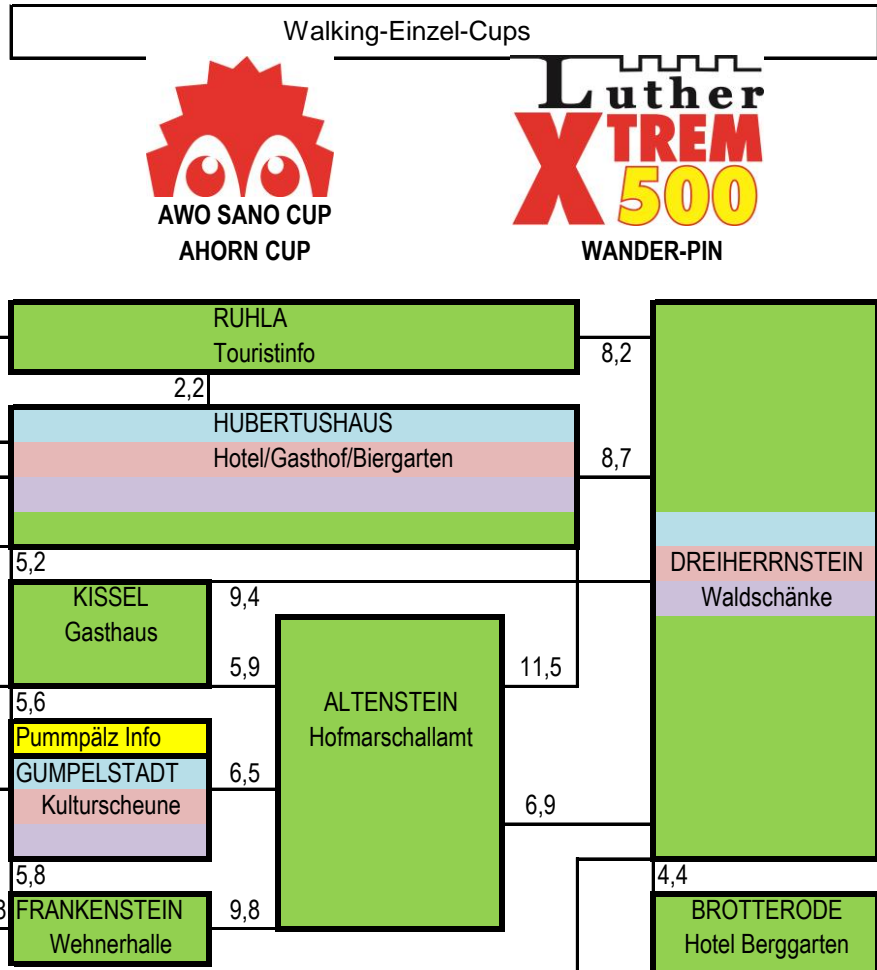 Walking-Einzel-Cups
Luther
XTREM
500
AWO SANO CUP
AHORN CUP
WANDER-PIN
RUHLA
Touristinfo
8,2
2,2
HUBERTUSHAUS
Hotel/Gasthof/Biergarten
8,7
5,2
DREIHERRNSTEIN
Waldschänke
KISSEL
Gasthaus
9,4
5,9
11,5
5,6
ALTENSTEIN
Hofmarschallamt
Pummpälz Info
GUMPELSTADT
Kulturscheune
6,5
6,9
5,8
4,4
3
FRANKENSTEIN
Wehnerhalle
9,8
BROTTERODE
Hotel Berggarten